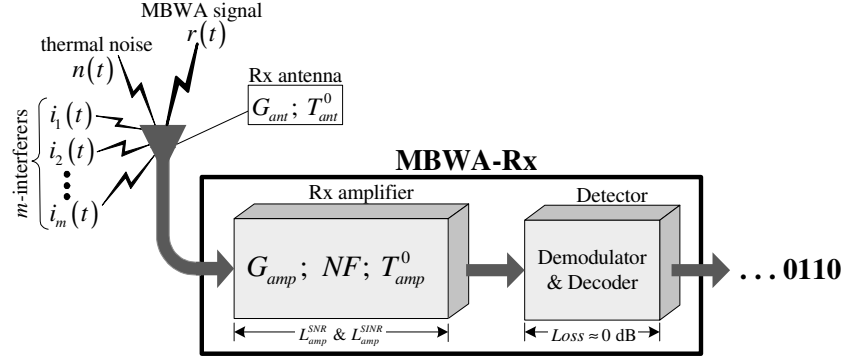 MBWA signal
r(t)
thermal noise
n(t)
Rx antenna
G_ant ; T^0_ant
m-interferers
i_1(t)
i_2(t)
i_m(t)
MBWA-Rx
Rx amplifier
Detector
G_amp ; NF; T^0_amp
Demodulator
& Decoder
. . . 0110
L^SNR_amp & L^SINR_amp
Loss ≈ 0 dB